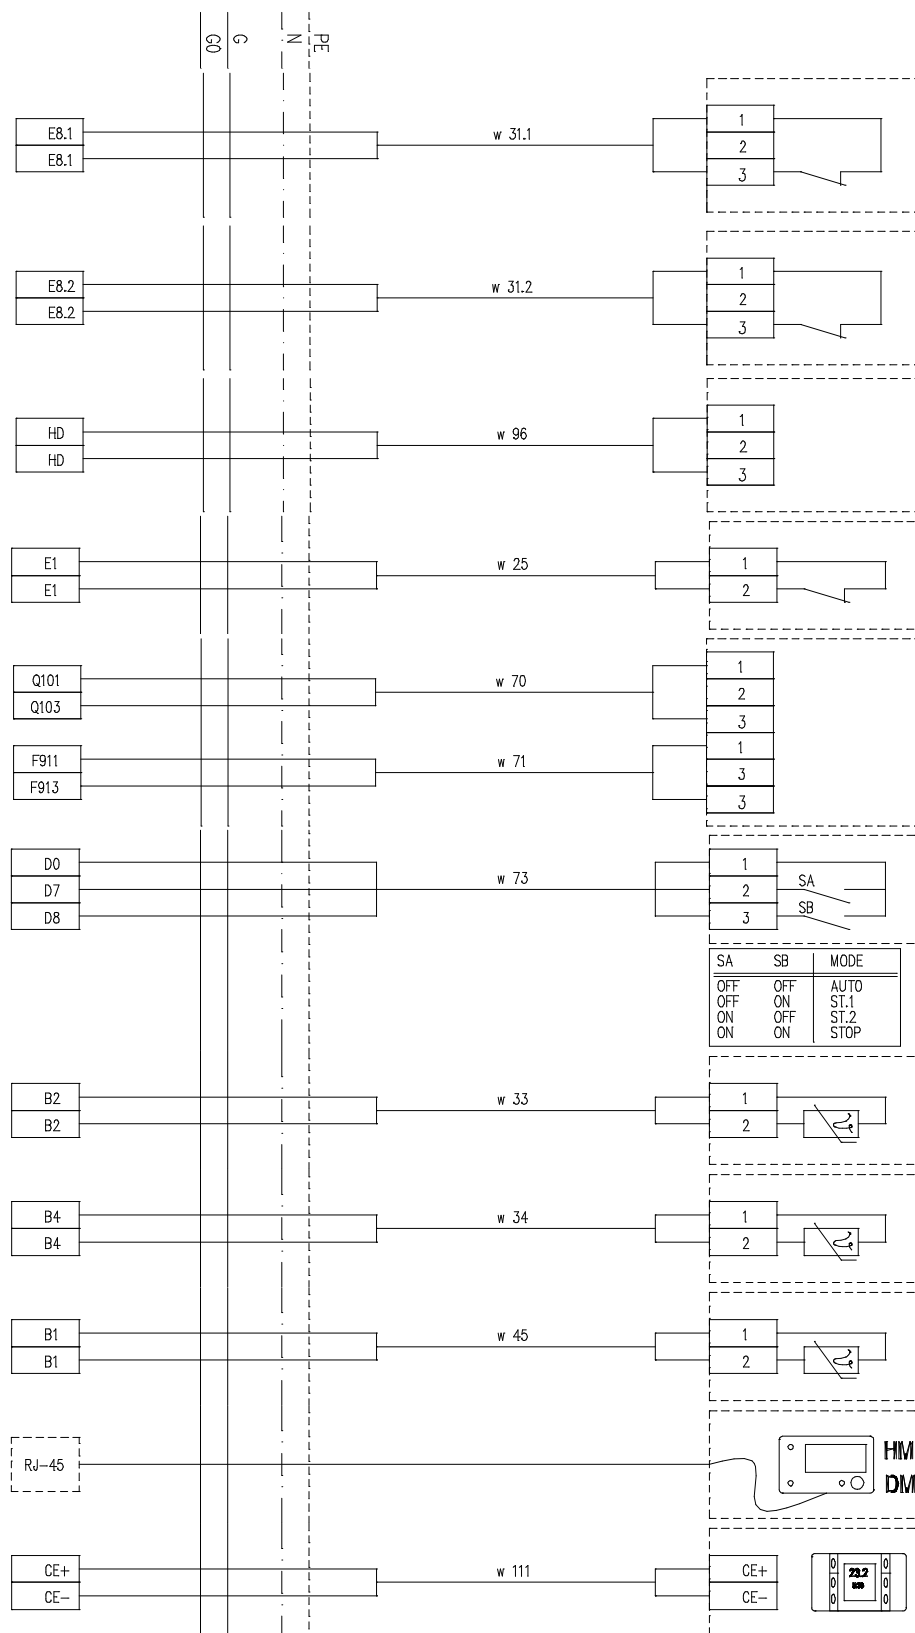 G0 G N PE
E8.1 w 31.1 1
E8.1 2
3
E8.2 w 31.2 1
E8.2 2
3
HD w 96 1
HD 2
3
E1 w 25 1
E1 2
Q101 w 70 1
Q103 2
3
F911 w 71 1
F913 3
3
D0 1
D7 w 73 2 SA
D8 3 SB
SA SB MODE
OFF OFF AUTO
OFF ON ST.1
ON OFF ST.2
ON ON STOP
B2 w 33 1
B2 2
B4 w 34 1
B4 2
B1 w 45 1
B1 2
RJ-45 HM
DM
CE+ w 111 CE+ 23.2
CE- CE-